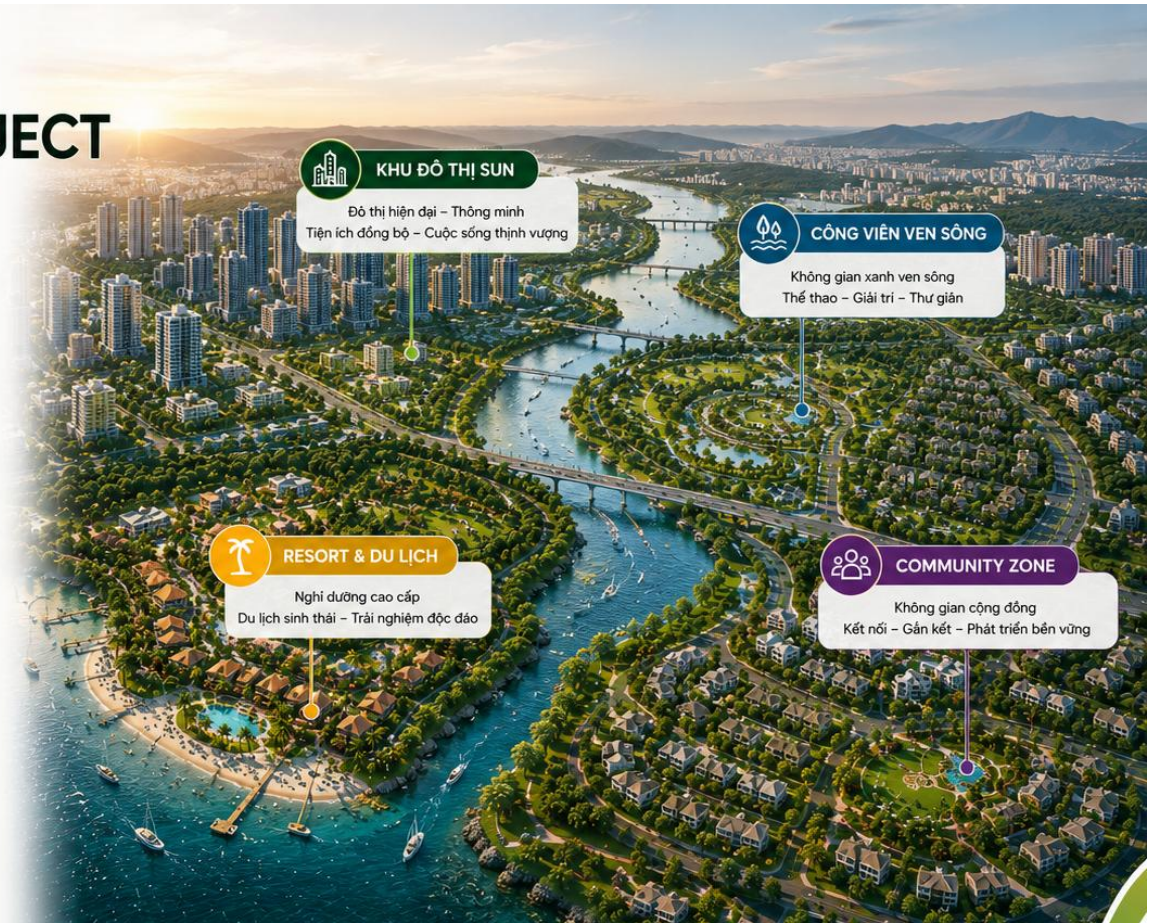 JECT
KHU ĐÔ THỊ SUN
Đô thị hiện đại – Thông minh
Tiện ích đồng bộ – Cuộc sống thịnh vượng
CÔNG VIÊN VEN SÔNG
Không gian xanh ven sông
Thể thao – Giải trí – Thư giãn
RESORT & DU LỊCH
Nghỉ dưỡng cao cấp
Du lịch sinh thái – Trải nghiệm độc đáo
COMMUNITY ZONE
Không gian cộng đồng
Kết nối – Gắn kết – Phát triển bền vững